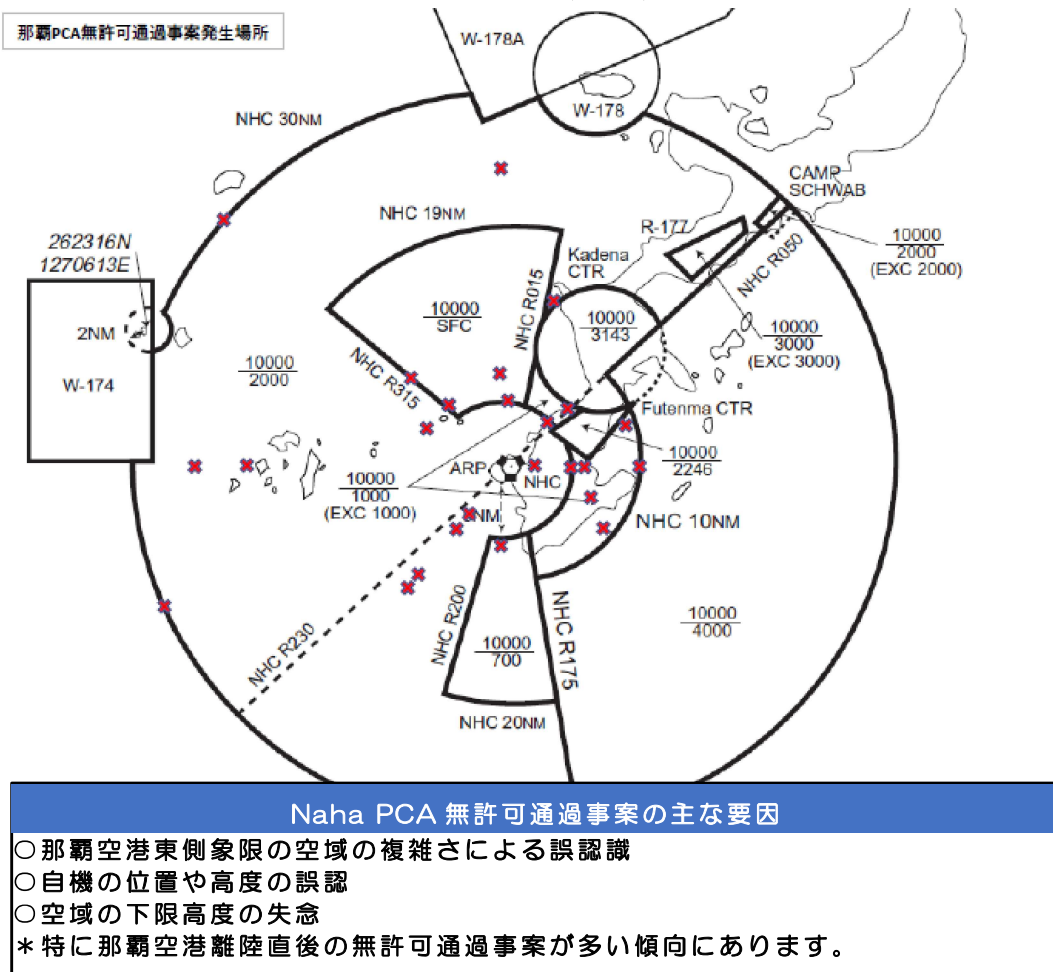 那覇PCA無許可通過事案発生場所
W-178A
W-178
NHC 30NM
CAMP
SCHWAB
NHC 19NM
R-177
262316N
1270613E
Kadena
CTR
10000
2000
(EXC 2000)
NHC R050
NHC R015
10000
SFC
10000
3143
10000
3000
(EXC 3000)
2NM
W-174
10000
2000
NHC R315
Futenma CTR
10000
2246
ARP
NHC
10000
1000
(EXC 1000)
NM
NHC 10NM
NHC R200
NHC R175
10000
4000
NHC R230
10000
700
NHC 20NM
Naha PCA 無許可通過事案の主な要因
○那覇空港東側象限の空域の複雑さによる誤認識
○自機の位置や高度の誤認
○空域の下限高度の失念
＊特に那覇空港離陸直後の無許可通過事案が多い傾向にあります。